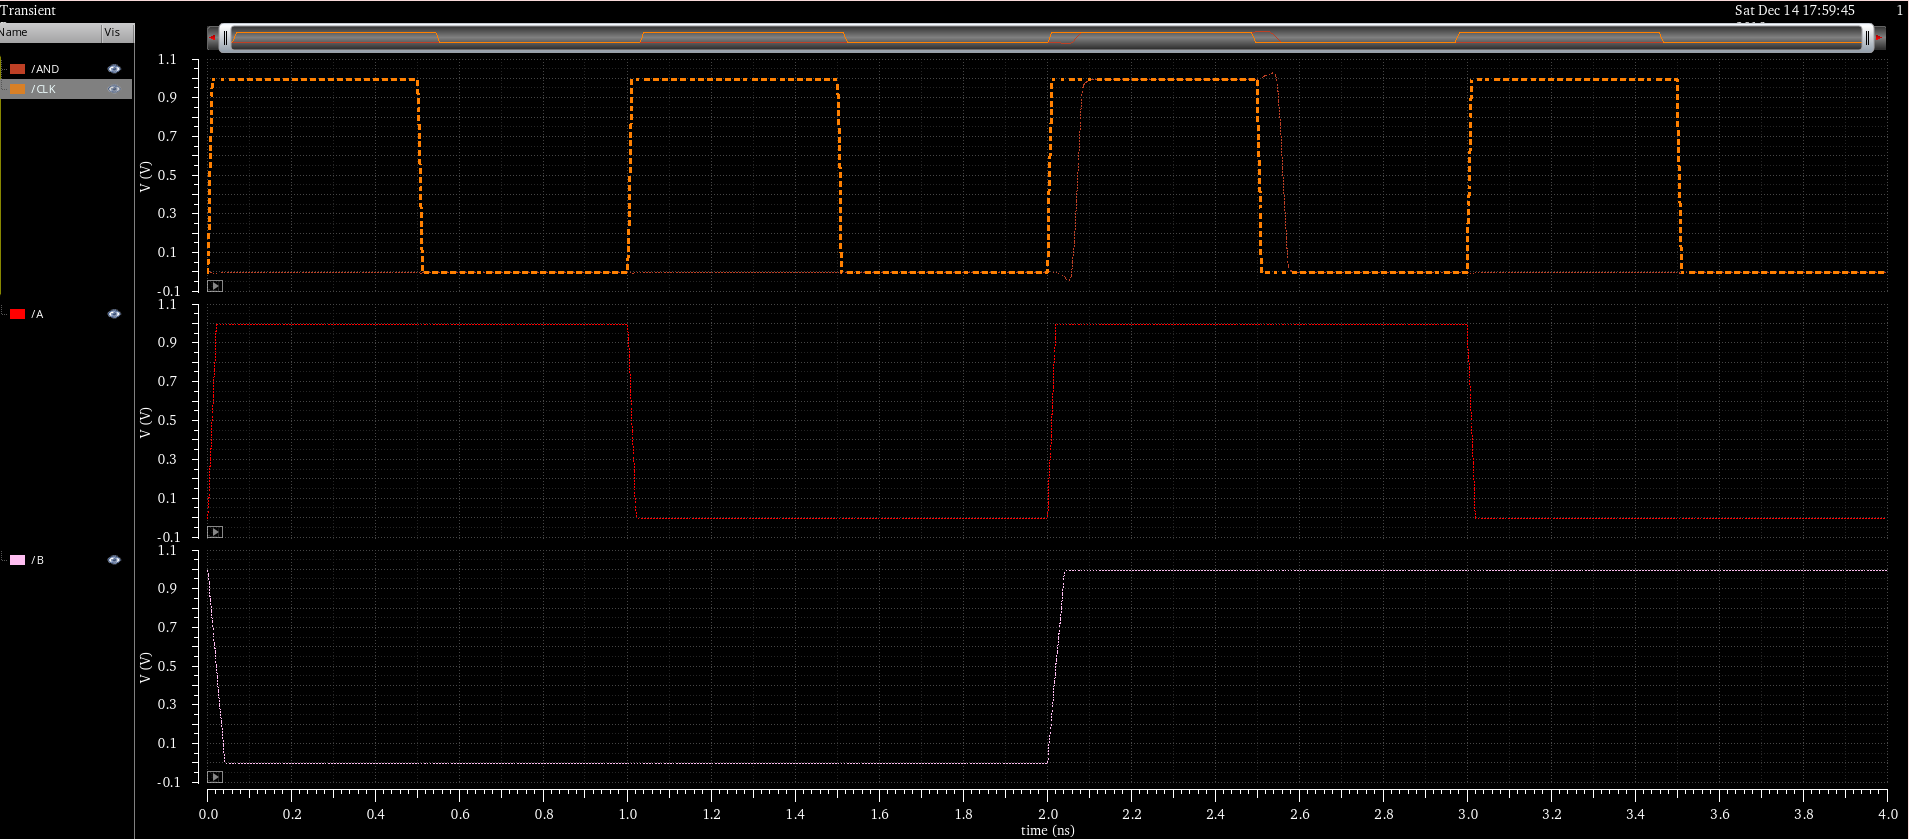 Transient
Sat Dec 14 17:59:45 1
Name Vis
/AND
/CLK
1.1
0.9
0.7
0.5
0.3
0.1
-0.1
V (V)
/A
1.1
0.9
0.7
0.5
0.3
0.1
-0.1
V (V)
/B
1.1
0.9
0.7
0.5
0.3
0.1
-0.1
V (V)
0.0 0.2 0.4 0.6 0.8 1.0 1.2 1.4 1.6 1.8 2.0 2.2 2.4 2.6 2.8 3.0 3.2 3.4 3.6 3.8 4.0
time (ns)